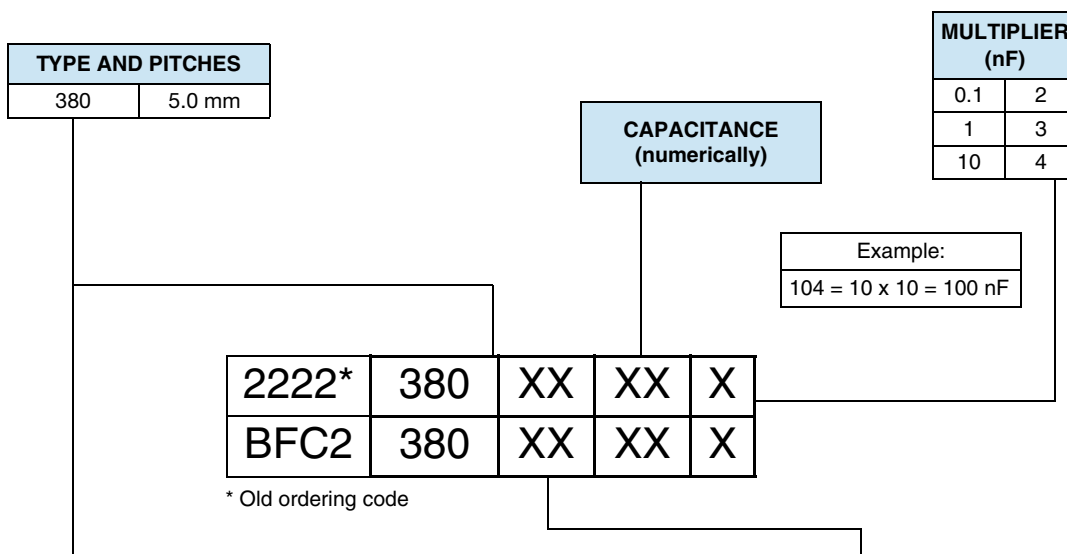 TYPE AND PITCHES
380 5.0 mm
CAPACITANCE
(numerically)
MULTIPLIER
(nF)
0.1 2
1 3
10 4
Example:
104 = 10 x 10 = 100 nF
2222* 380 XX XX X
BFC2 380 XX XX X
* Old ordering code